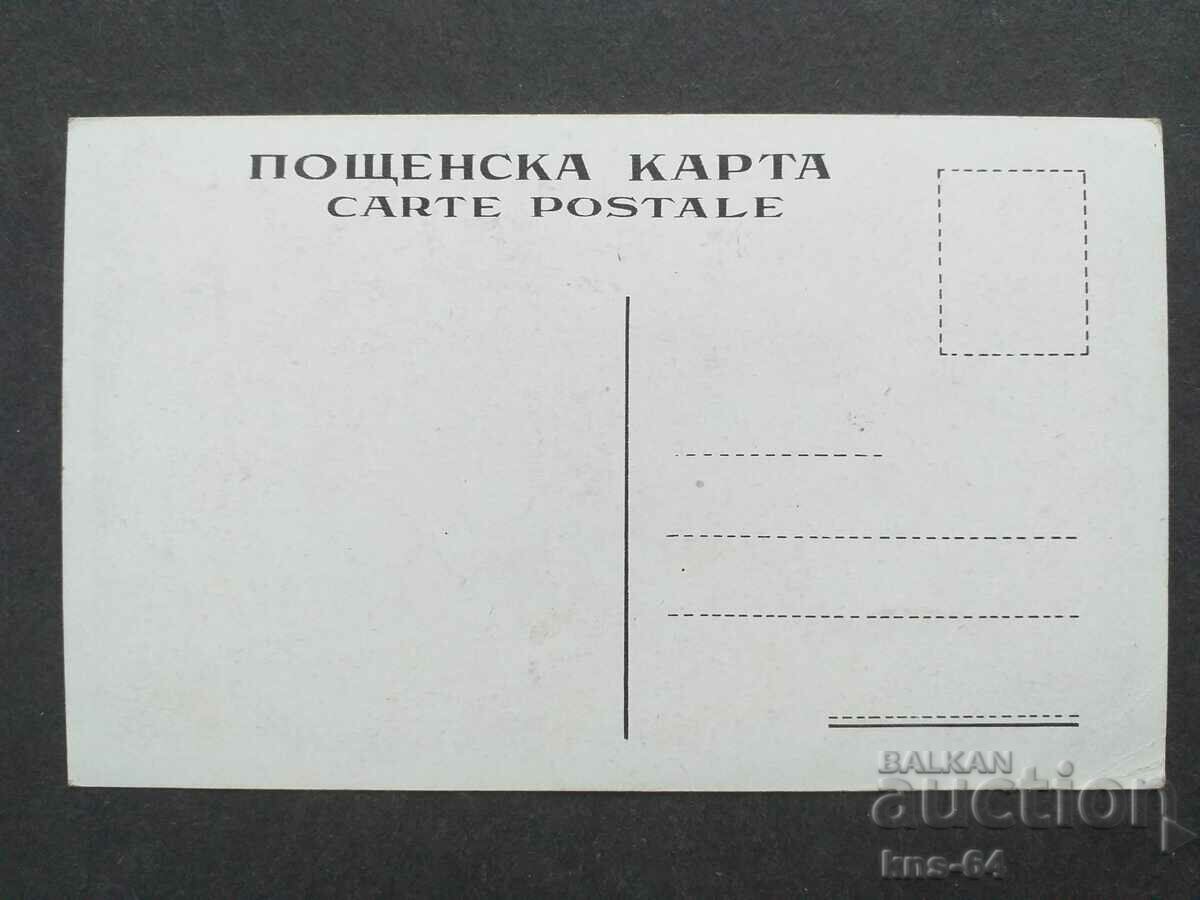 ПОЩЕНСКА КАРТА
CARTE POSTALE
BALKAN
auction
kns-64